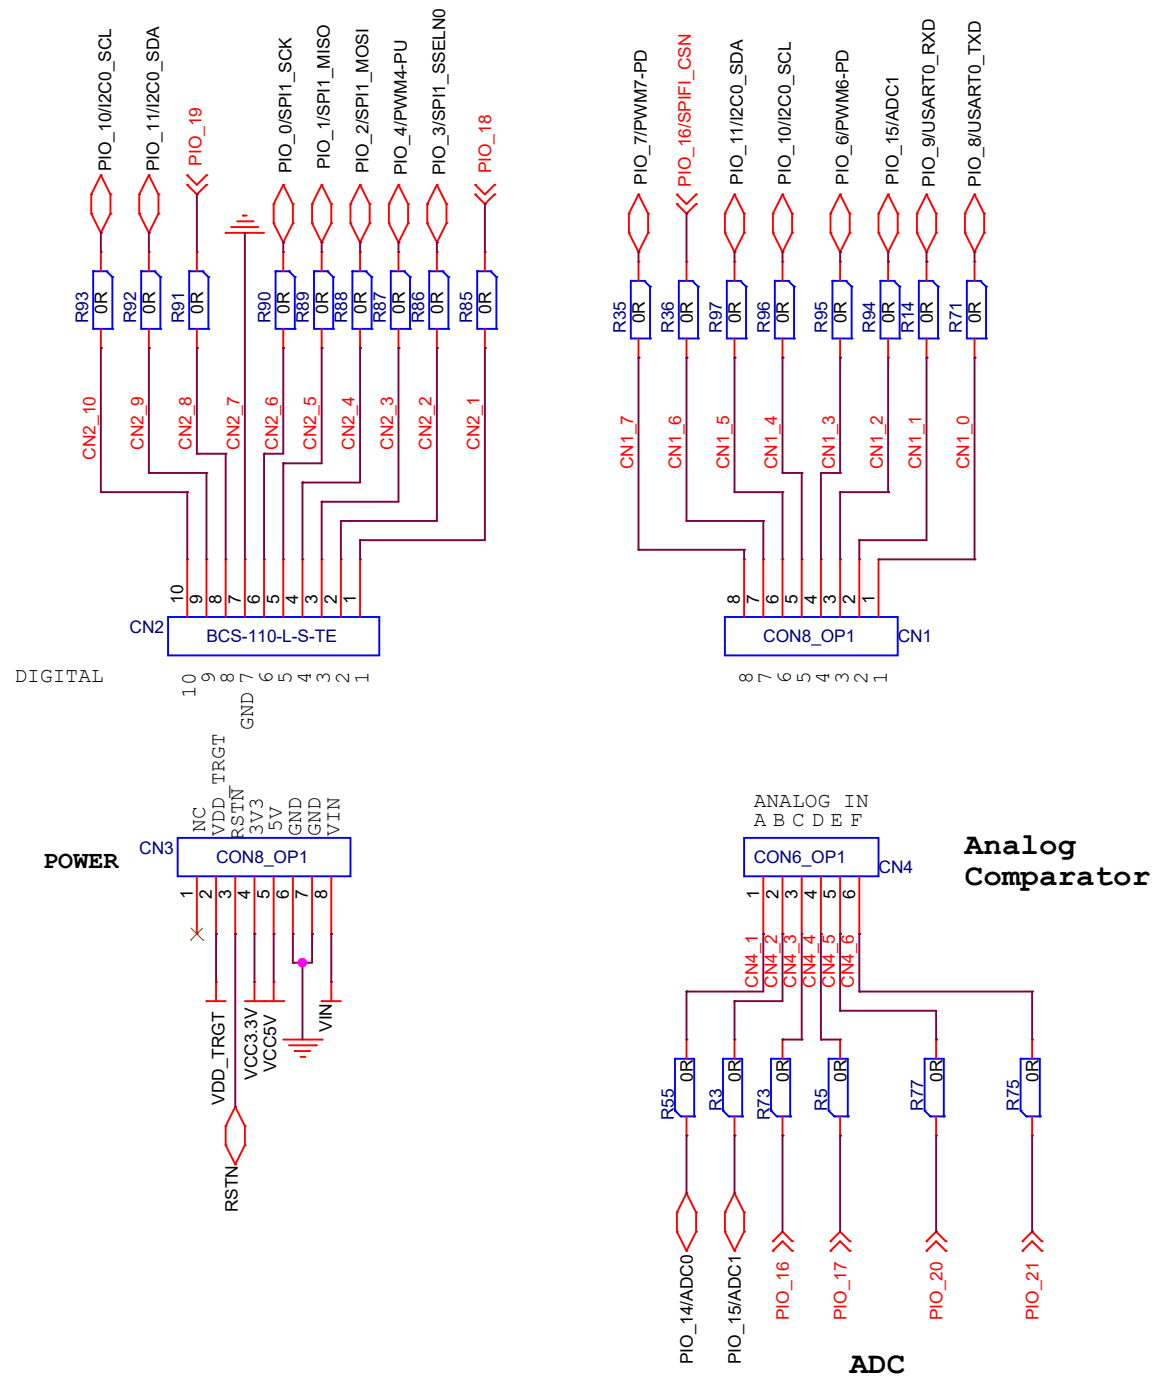 PIO_10/I2C0_SCL
PIO_11/I2C0_SDA
PIO_19
PIO_0/SPI1_SCK
PIO_1/SPI1_MISO
PIO_2/SPI1_MOSI
PIO_4/PWM4-PU
PIO_3/SPI1_SSELN0
PIO_18
R93 0R
R92 0R
R91 0R
R90 0R
R89 0R
R88 0R
R87 0R
R86 0R
R85 0R
CN2_10
CN2_9
CN2_8
CN2_7
CN2_6
CN2_5
CN2_4
CN2_3
CN2_2
CN2_1
10 9 8 7 6 5 4 3 2 1
CN2
BCS-110-L-S-TE
DIGITAL
10 9 8 GND 7 6 5 4 3 2 1
PIO_7/PWM7-PD
PIO_16/SPIFI_CSN
PIO_11/I2C0_SDA
PIO_10/I2C0_SCL
PIO_6/PWM6-PD
PIO_15/ADC1
PIO_9/USART0_RXD
PIO_8/USART0_TXD
R35 0R
R36 0R
R97 0R
R96 0R
R95 0R
R94 0R
R14 0R
R71 0R
CN1_7
CN1_6
CN1_5
CN1_4
CN1_3
CN1_2
CN1_1
CN1_0
8 7 6 5 4 3 2 1
CON8_OP1
CN1
8 7 6 5 4 3 2 1
NC
VDD_TRGT
RSTN
3V3
5V
GND
GND
VIN
POWER
CN3
CON8_OP1
1 2 3 4 5 6 7 8
VDD_TRGT
RSTN
VCC3.3V
VCC5V
VIN
ANALOG IN
A B C D E F
CON6_OP1
CN4
Analog
Comparator
1 2 3 4 5 6
CN4_1
CN4_2
CN4_3
CN4_4
CN4_5
CN4_6
R55 0R
R3 0R
R73 0R
R5 0R
R77 0R
R75 0R
PIO_14/ADC0
PIO_15/ADC1
PIO_16
PIO_17
PIO_20
PIO_21
ADC